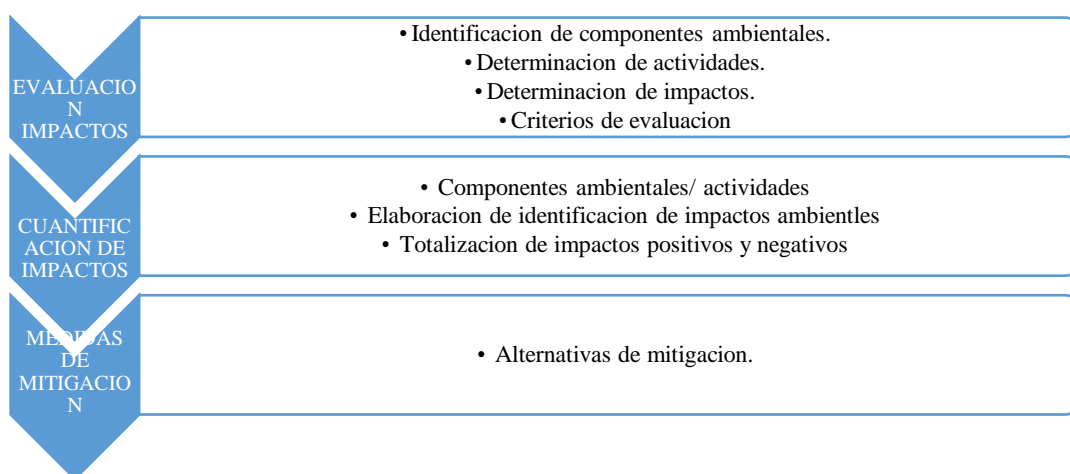 EVALUACIO
N
IMPACTOS
• Identificacion de componentes ambientales.
• Determinacion de actividades.
• Determinacion de impactos.
• Criterios de evaluacion
CUANTIFIC
ACION DE
IMPACTOS
• Componentes ambientales/ actividades
• Elaboracion de identificacion de impactos ambientles
• Totalizacion de impactos positivos y negativos
MEDIDAS
DE
MITIGACIO
N
• Alternativas de mitigacion.